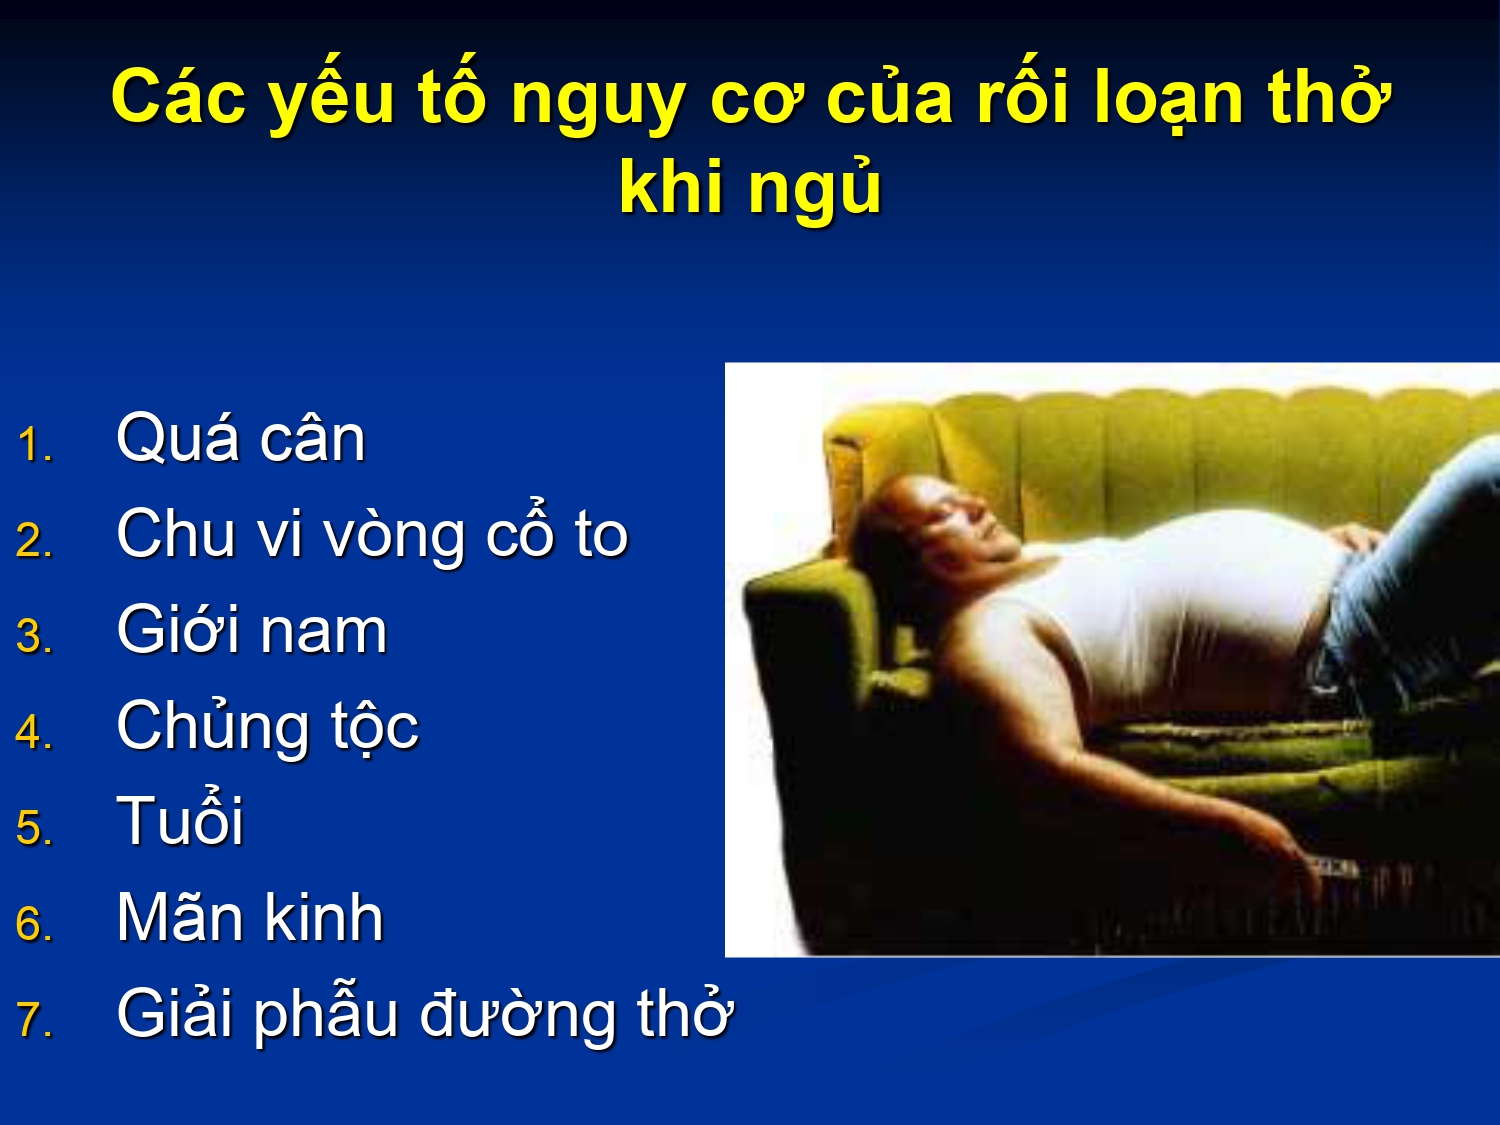 Các yếu tố nguy cơ của rối loạn thở
khi ngủ
1. Quá cân
2. Chu vi vòng cổ to
3. Giới nam
4. Chủng tộc
5. Tuổi
6. Mãn kinh
7. Giải phẫu đường thở